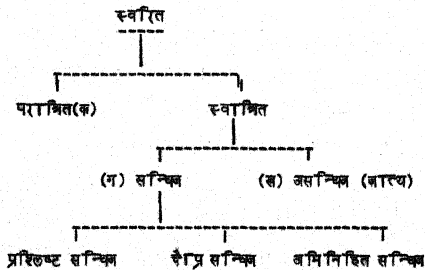 स्वरित
पराश्रित(क) स्वाश्रित
(ग) सन्धिज (ख) असन्धिज (जात्य)
प्रश्लिष्ट सन्धिज क्षैप्र सन्धिज अभिनिहित सन्धिज